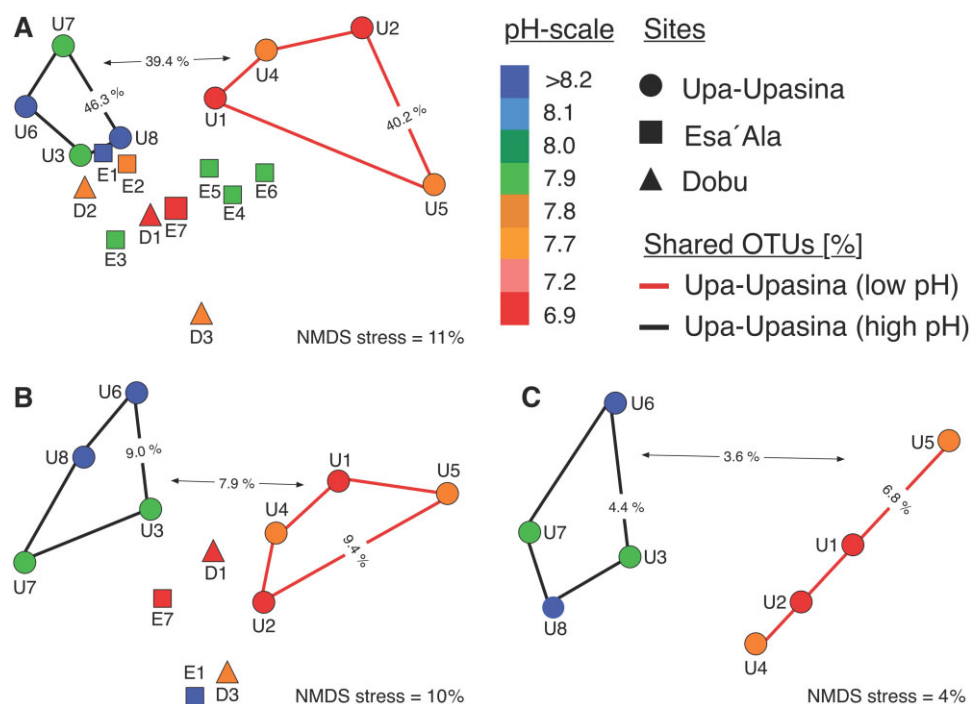 A
U7
U2
39.4 %
U4
46.3 %
40.2 %
U6
U1
U8
U3
E1
E2
E5
E6
E4
U5
D2
D1
E7
E3
D3
NMDS stress = 11%
pH-scale
>8.2
8.1
8.0
7.9
7.8
7.7
7.2
6.9
Sites
Upa-Upasina
Esa´Ala
Dobu
Shared OTUs [%]
Upa-Upasina (low pH)
Upa-Upasina (high pH)
B
U6
9.0 %
U8
7.9 %
U1
U5
U4
U3
9.4 %
D1
U7
E7
U2
E1
D3
NMDS stress = 10%
C
U6
U5
3.6 %
6.8 %
4.4 %
U7
U3
U1
U2
U8
U4
NMDS stress = 4%